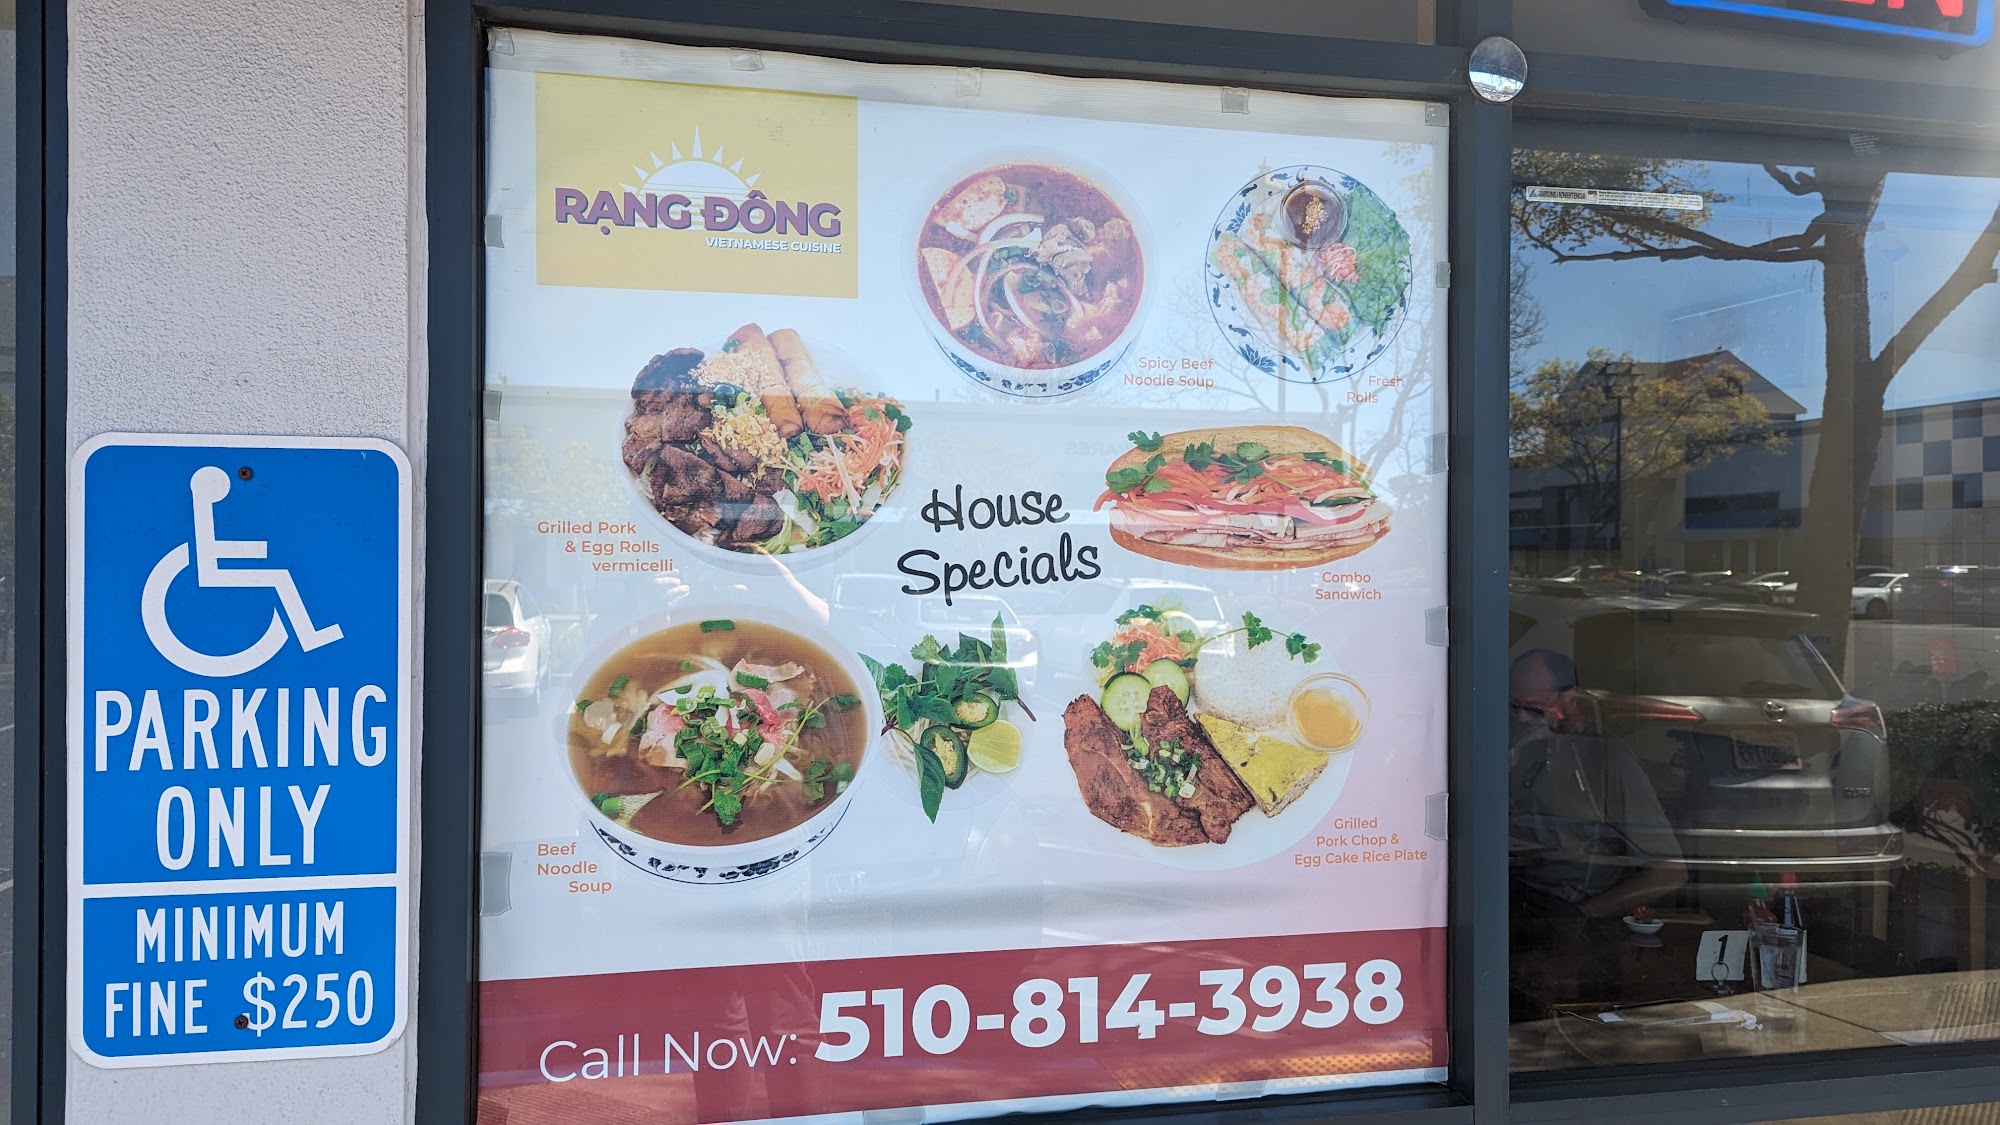 PARKING
ONLY
MINIMUM
FINE $250
RẠNG ĐÔNG
VIETNAMESE CUISINE
Spicy Beef
Noodle Soup
Fresh
Rolls
Grilled Pork
& Egg Rolls
vermicelli
House
Specials
Combo
Sandwich
Beef
Noodle
Soup
Grilled
Pork Chop &
Egg Cake Rice Plate
Call Now: 510-814-3938
1